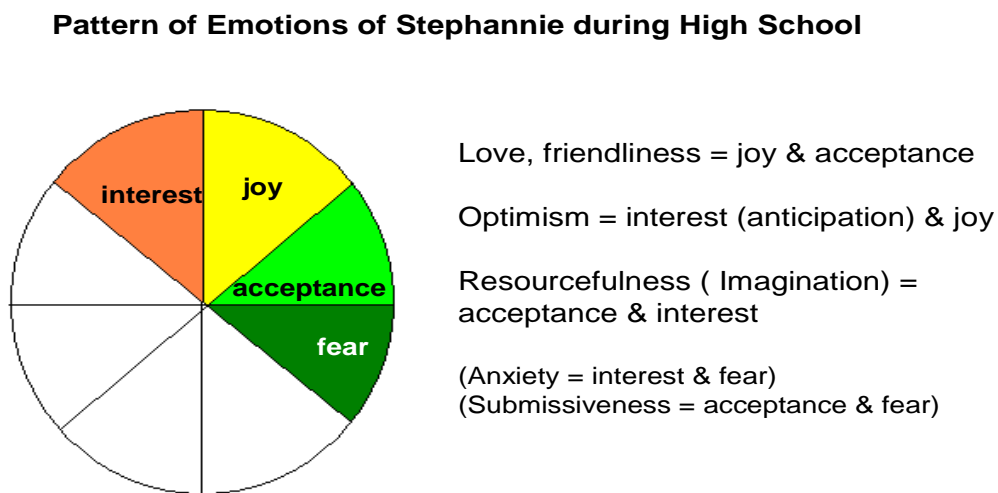 Pattern of Emotions of Stephannie during High School
interest
joy
acceptance
fear
Love, friendliness = joy & acceptance
Optimism = interest (anticipation) & joy
Resourcefulness ( Imagination) =
acceptance & interest
(Anxiety = interest & fear)
(Submissiveness = acceptance & fear)